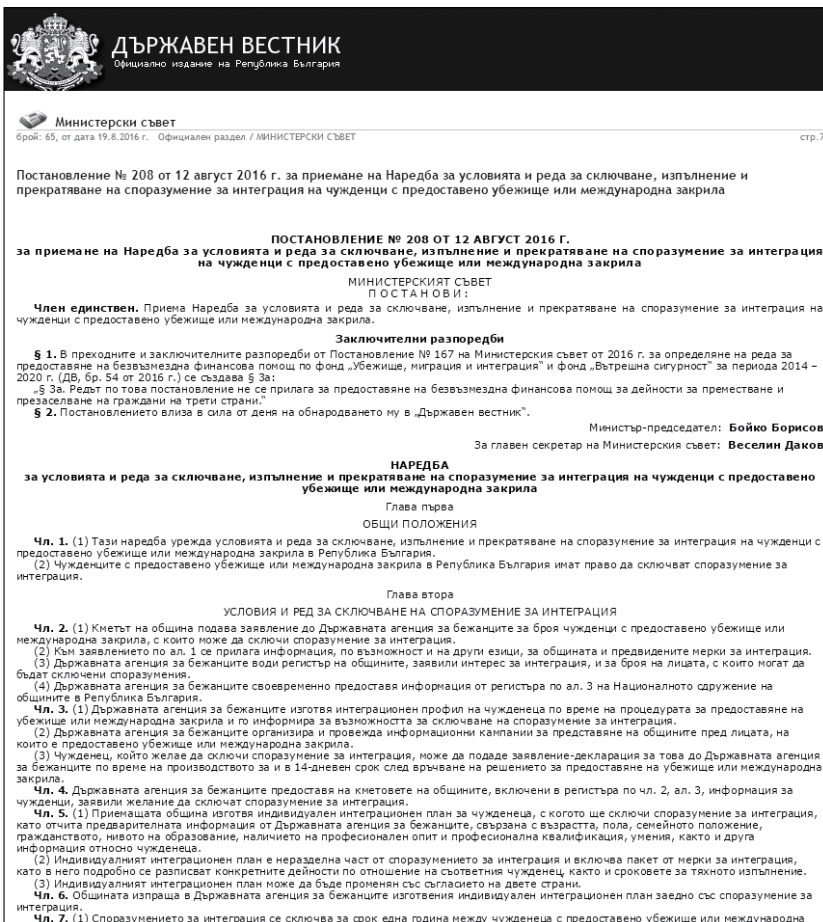 ДЪРЖАВЕН ВЕСТНИК
Официално издание на Република България
Министерски съвет
брой: 65, от дата 19.8.2016 г. Официален раздел / МИНИСТЕРСКИ СЪВЕТ стр.7
Постановление № 208 от 12 август 2016 г. за приемане на Наредба за условията и реда за сключване, изпълнение и
прекратяване на споразумение за интеграция на чужденци с предоставено убежище или международна закрила
ПОСТАНОВЛЕНИЕ № 208 ОТ 12 АВГУСТ 2016 Г.
за приемане на Наредба за условията и реда за сключване, изпълнение и прекратяване на споразумение за интеграция
на чужденци с предоставено убежище или международна закрила
МИНИСТЕРСКИЯТ СЪВЕТ
П О С Т А Н О В И :
Член единствен. Приема Наредба за условията и реда за сключване, изпълнение и прекратяване на споразумение за интеграция на
чужденци с предоставено убежище или международна закрила.
Заключителни разпоредби
§ 1. В преходните и заключителните разпоредби от Постановление № 167 на Министерския съвет от 2016 г. за определяне на реда за
предоставяне на безвъзмездна финансова помощ по фонд „Убежище, миграция и интеграция" и фонд „Вътрешна сигурност" за периода 2014 –
2020 г. (ДВ, бр. 54 от 2016 г.) се създава § 3а:
„§ 3а. Редът по това постановление не се прилага за предоставяне на безвъзмездна финансова помощ за дейности за преместване и
презаселване на граждани на трети страни."
§ 2. Постановлението влиза в сила от деня на обнародването му в „Държавен вестник".
Министър-председател: Бойко Борисов
За главен секретар на Министерския съвет: Веселин Даков
НАРЕДБА
за условията и реда за сключване, изпълнение и прекратяване на споразумение за интеграция на чужденци с предоставено
убежище или международна закрила
Глава първа
ОБЩИ ПОЛОЖЕНИЯ
Чл. 1. (1) Тази наредба урежда условията и реда за сключване, изпълнение и прекратяване на споразумение за интеграция на чужденци с
предоставено убежище или международна закрила в Република България.
(2) Чужденците с предоставено убежище или международна закрила в Република България имат право да сключват споразумение за
интеграция.
Глава втора
УСЛОВИЯ И РЕД ЗА СКЛЮЧВАНЕ НА СПОРАЗУМЕНИЕ ЗА ИНТЕГРАЦИЯ
Чл. 2. (1) Кметът на община подава заявление до Държавната агенция за бежанците за броя чужденци с предоставено убежище или
международна закрила, с които може да сключи споразумение за интеграция.
(2) Към заявлението по ал. 1 се прилага информация, по възможност и на други езици, за общината и предвидените мерки за интеграция.
(3) Държавната агенция за бежанците води регистър на общините, заявили интерес за интеграция, и за броя на лицата, с които могат да
бъдат сключени споразумения.
(4) Държавната агенция за бежанците своевременно предоставя информация от регистъра по ал. 3 на Националното сдружение на
общините в Република България.
Чл. 3. (1) Държавната агенция за бежанците изготвя интеграционен профил на чужденеца по време на процедурата за предоставяне на
убежище или международна закрила и го информира за възможността за сключване на споразумение за интеграция.
(2) Държавната агенция за бежанците организира и провежда информационни кампании за представяне на общините пред лицата, на
които е предоставено убежище или международна закрила.
(3) Чужденец, който желае да сключи споразумение за интеграция, може да подаде заявление-декларация за това до Държавната агенция
за бежанците по време на производството за и в 14-дневен срок след връчване на решението за предоставяне на убежище или международна
закрила.
Чл. 4. Държавната агенция за бежанците предоставя на кметовете на общините, включени в регистъра по чл. 2, ал. 3, информация за
чужденци, заявили желание да сключат споразумение за интеграция.
Чл. 5. (1) Приемащата община изготвя индивидуален интеграционен план за чужденеца, с когото ще сключи споразумение за интеграция,
като отчита предварителната информация от Държавната агенция за бежанците, свързана с възрастта, пола, семейното положение,
гражданството, нивото на образование, наличието на професионален опит и професионална квалификация, умения, както и друга
информация относно чужденеца.
(2) Индивидуалният интеграционен план е неразделна част от споразумението за интеграция и включва пакет от мерки за интеграция,
като в него подробно се разписват конкретните дейности по отношение на съответния чужденец, както и сроковете за тяхното изпълнение.
(3) Индивидуалният интеграционен план може да бъде променян със съгласието на двете страни.
Чл. 6. Общината изпраща в Държавната агенция за бежанците изготвения индивидуален интеграционен план заедно със споразумение за
интеграция.
Чл. 7. (1) Споразумението за интеграция се сключва за срок една година между чужденеца с предоставено убежище или международна